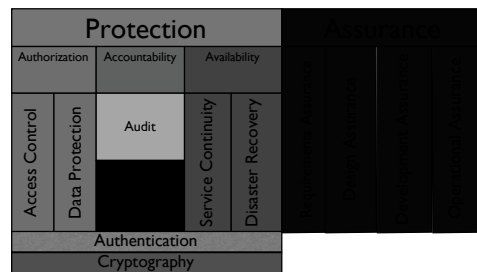 Protection
Assurance
Authorization
Accountability
Availability
Access Control
Data Protection
Audit
Service Continuity
Disaster Recovery
Requirements Assurance
Design Assurance
Development Assurance
Operational Assurance
Authentication
Cryptography